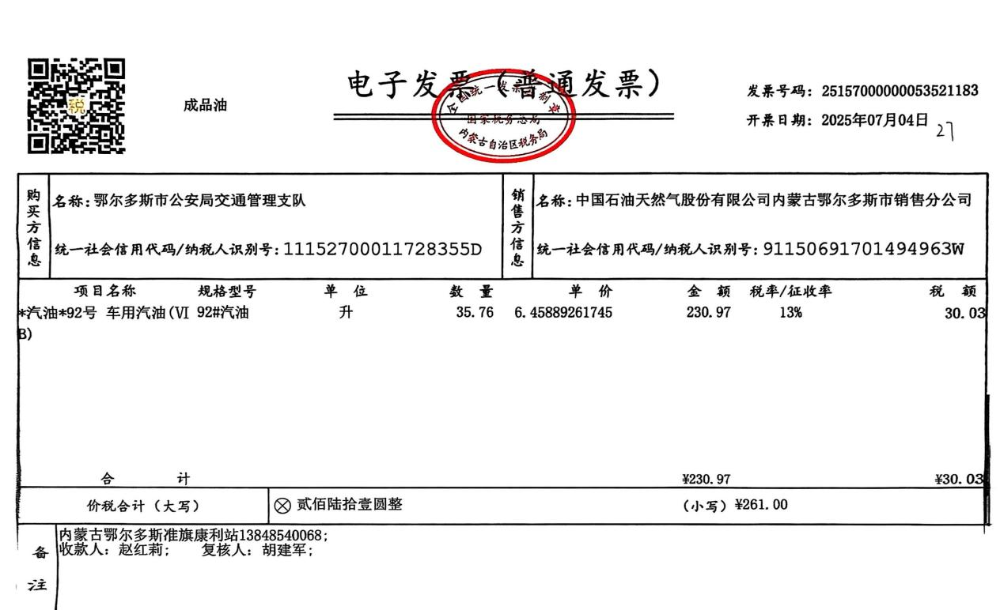 电子发票（普通发票）
全国统一发票监制章
国家税务总局
内蒙古自治区税务局
税
成品油
发票号码：25157000000053521183
开票日期：2025年07月04日
27
购买方信息
名称：鄂尔多斯市公安局交通管理支队
统一社会信用代码/纳税人识别号：11152700011728355D
销售方信息
名称：中国石油天然气股份有限公司内蒙古鄂尔多斯市销售分公司
统一社会信用代码/纳税人识别号：91150691701494963W
项目名称 规格型号 单位 数量 单价 金额 税率/征收率 税额
*汽油*92号 车用汽油(VI 92#汽油 升 35.76 6.45889261745 230.97 13% 30.03
B)
合计 ¥230.97 ¥30.03
价税合计（大写） ⊗ 贰佰陆拾壹圆整 （小写）¥261.00
备注
内蒙古鄂尔多斯准旗康利站13848540068;
收款人：赵红莉; 复核人：胡建军;